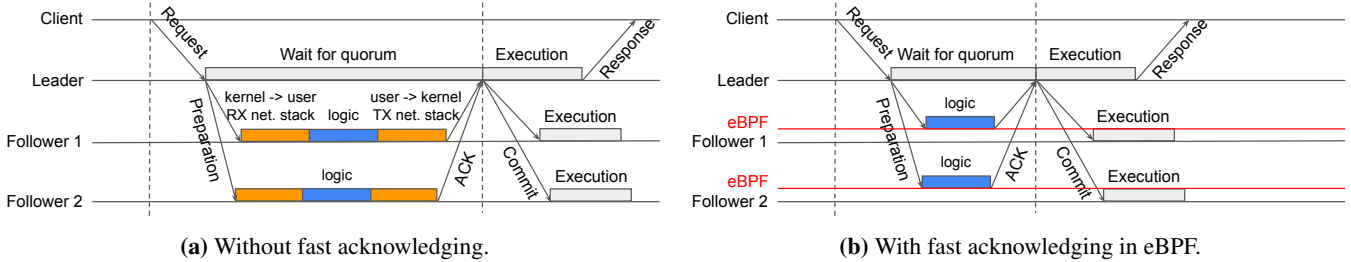 Client
Request
Response
Wait for quorum
Execution
Leader
Preparation
kernel -> user
RX net. stack
logic
user -> kernel
TX net. stack
ACK
Commit
Execution
Follower 1
logic
Execution
Follower 2
(a) Without fast acknowledging.
Client
Request
Response
Wait for quorum
Execution
Leader
Preparation
logic
ACK
Commit
Execution
eBPF
Follower 1
logic
Execution
eBPF
Follower 2
(b) With fast acknowledging in eBPF.